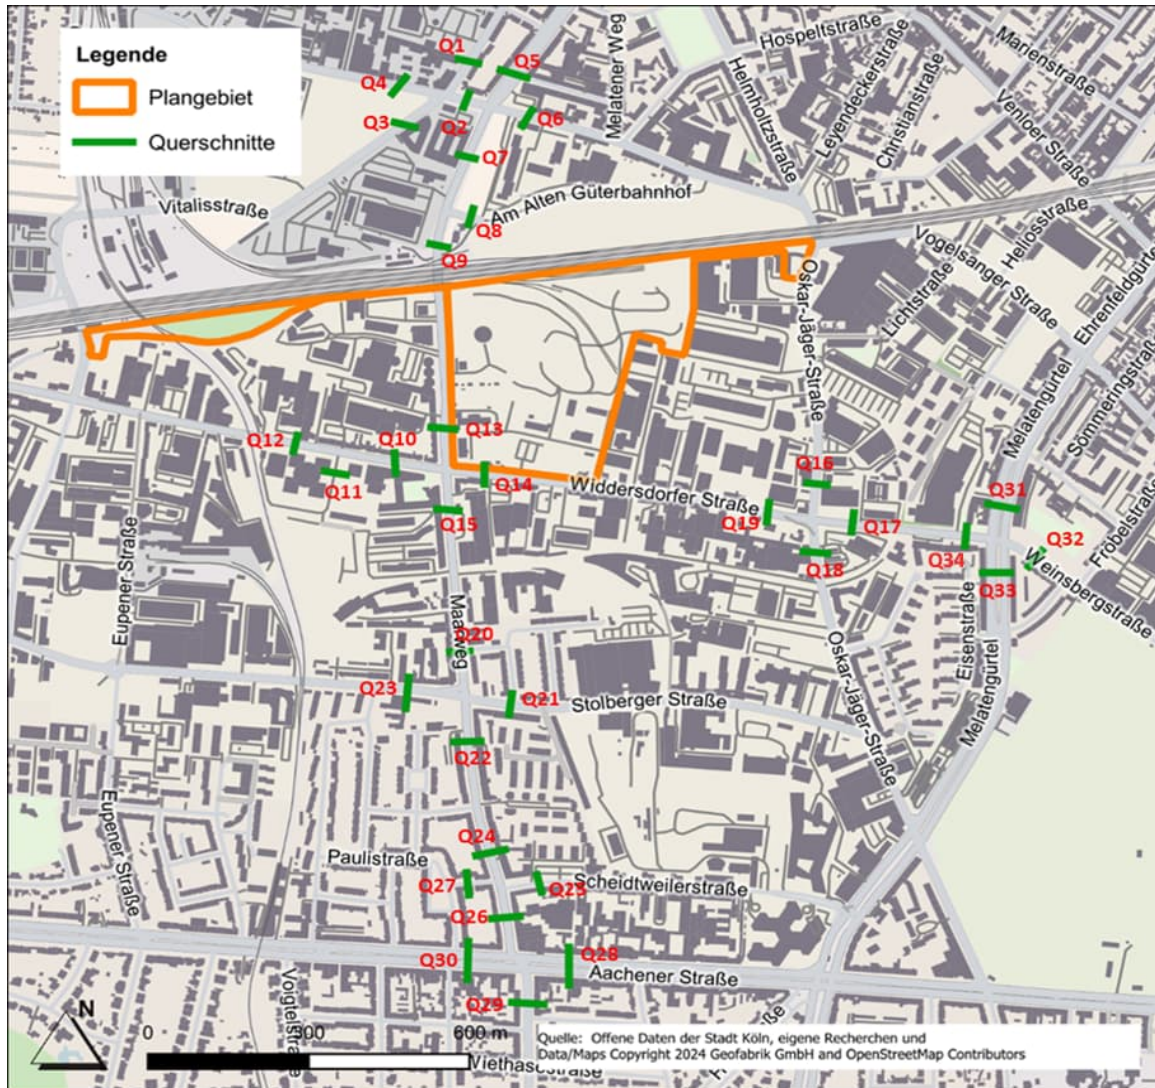 Legende
Plangebiet
Querschnitte
Q1
Q5
Q4
Q3
Q2
Q6
Q7
Q8
Q9
Melatener Weg
Hospeltstraße
Helmholtzstraße
Leyendeckerstraße
Christianstraße
Marienstraße
Venloer Straße
Vitalisstraße
Am Alten Güterbahnhof
Vogelsanger Straße
Heliosstraße
Lichtstraße
Ehrenfeldgürtel
Oskar-Jäger-Straße
Melatengürtel
Sömmeringstraße
Q12
Q10
Q13
Q11
Q14
Q15
Widdersdorfer Straße
Q16
Q19
Q17
Q18
Q31
Q34
Q32
Q33
Fröbelstraße
Weinsbergstraße
Eisenstraße
Eupener Straße
Maarweg
Q20
Q23
Q21
Stolberger Straße
Q22
Oskar-Jäger-Straße
Melatengürtel
Eupener Straße
Q24
Paulistraße
Q27
Q25
Scheidtweilerstraße
Q26
Q30
Q28
Aachener Straße
Q29
Voigtelstraße
N
0
300
600 m
Quelle: Offene Daten der Stadt Köln, eigene Recherchen und
Data/Maps Copyright 2024 Geofabrik GmbH and OpenStreetMap Contributors